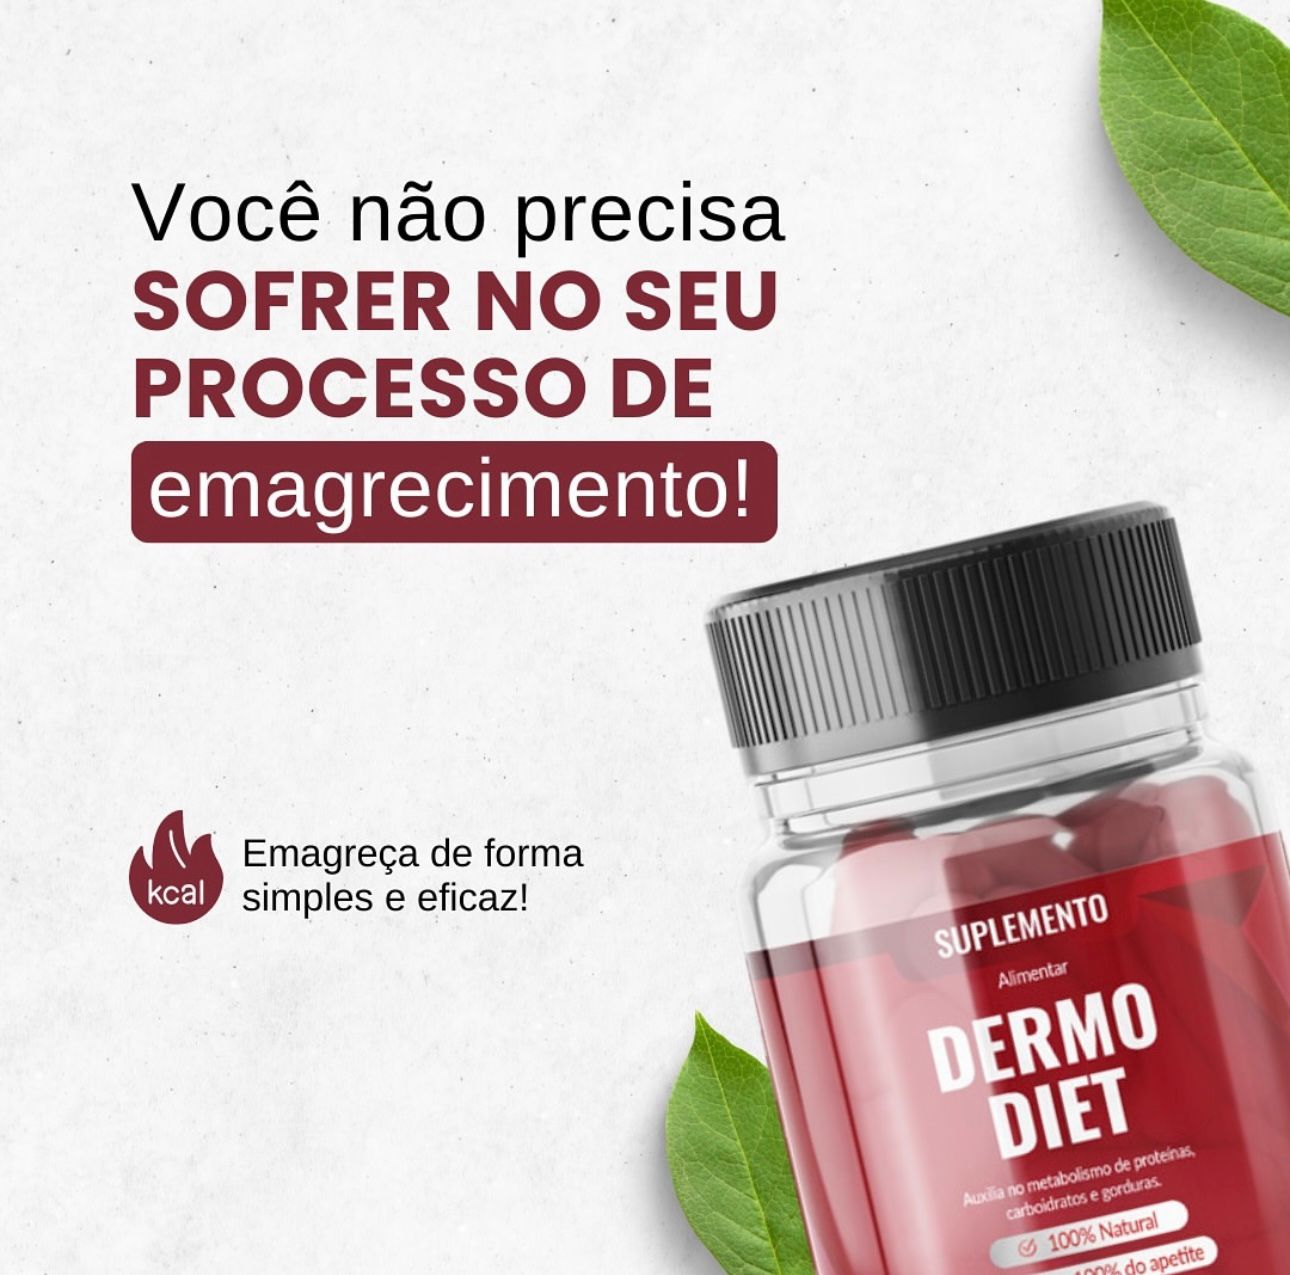 Você não precisa
SOFRER NO SEU
PROCESSO DE
emagrecimento!
kcal
Emagreça de forma
simples e eficaz!
SUPLEMENTO
Alimentar
DERMO
DIET
Auxilia no metabolismo de proteínas,
carboidratos e gorduras.
100% Natural
100% do apetite